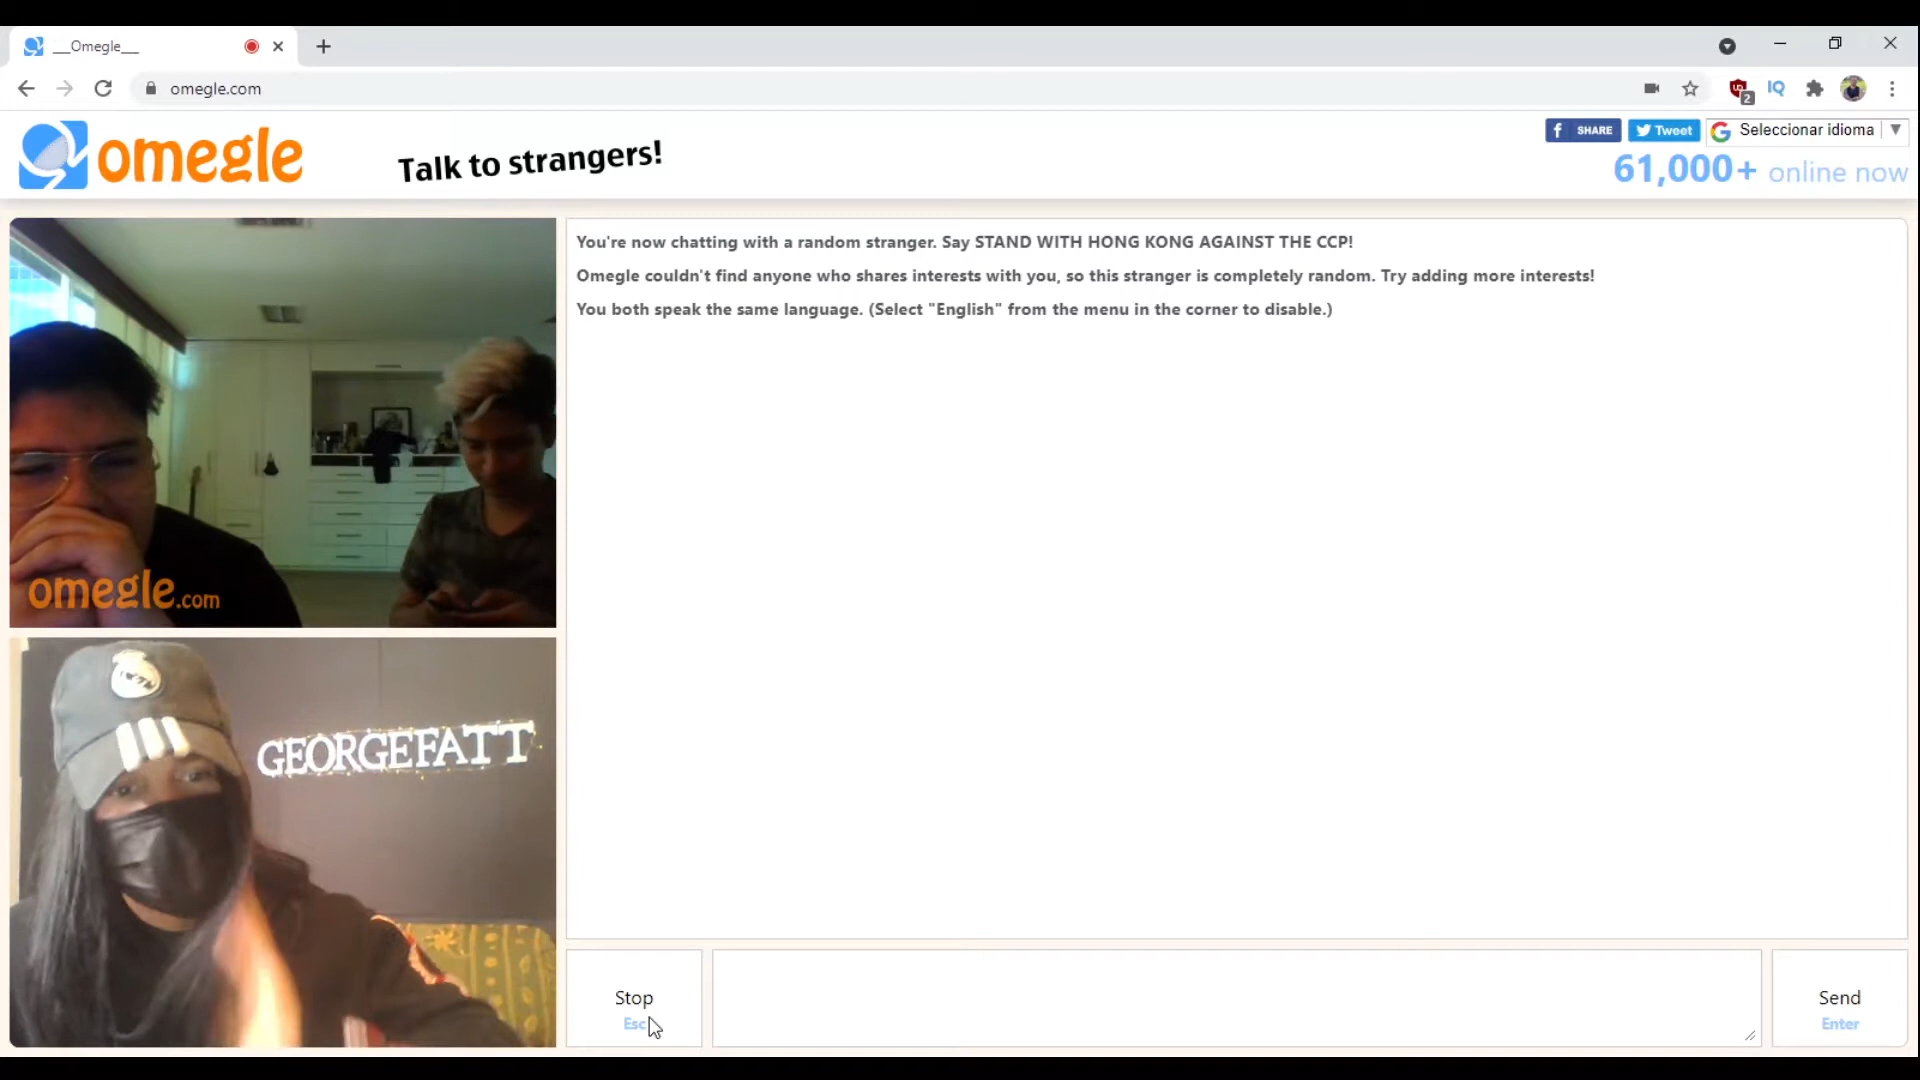 __Omegle__
omegle.com
2
IQ
omegle
Talk to strangers!
f SHARE
Tweet
G Seleccionar idioma ▼
61,000+ online now
You're now chatting with a random stranger. Say STAND WITH HONG KONG AGAINST THE CCP!
Omegle couldn't find anyone who shares interests with you, so this stranger is completely random. Try adding more interests!
You both speak the same language. (Select "English" from the menu in the corner to disable.)
omegle.com
GEORGEFATT
Stop
Esc
Send
Enter